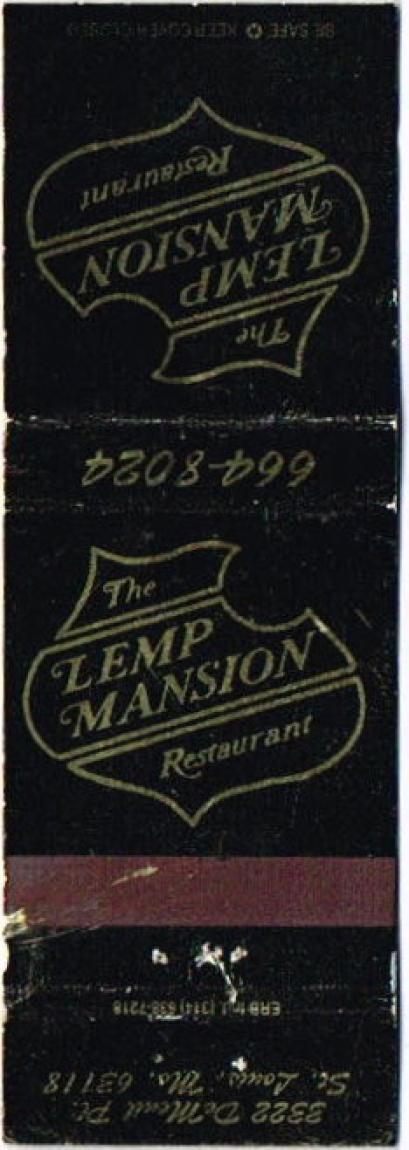 BE SAFE KEEP COVER CLOSED
The
LEMP
MANSION
Restaurant
664-8024
The
LEMP
MANSION
Restaurant
(314)
3322 DeMenil Pl.
St. Louis, Mo. 63118